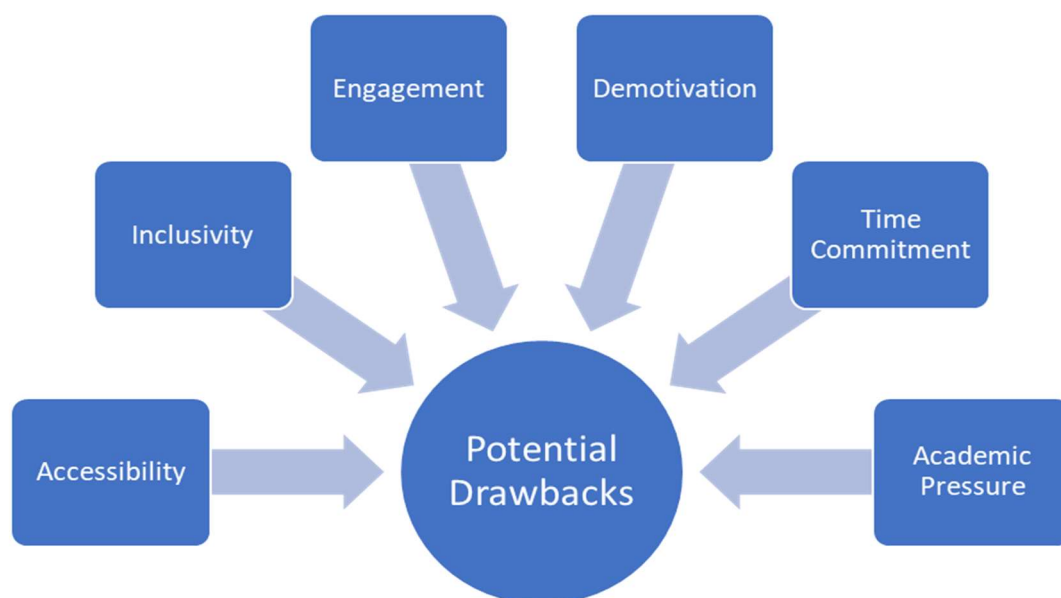 Engagement
Demotivation
Inclusivity
Time
Commitment
Accessibility
Potential
Drawbacks
Academic
Pressure